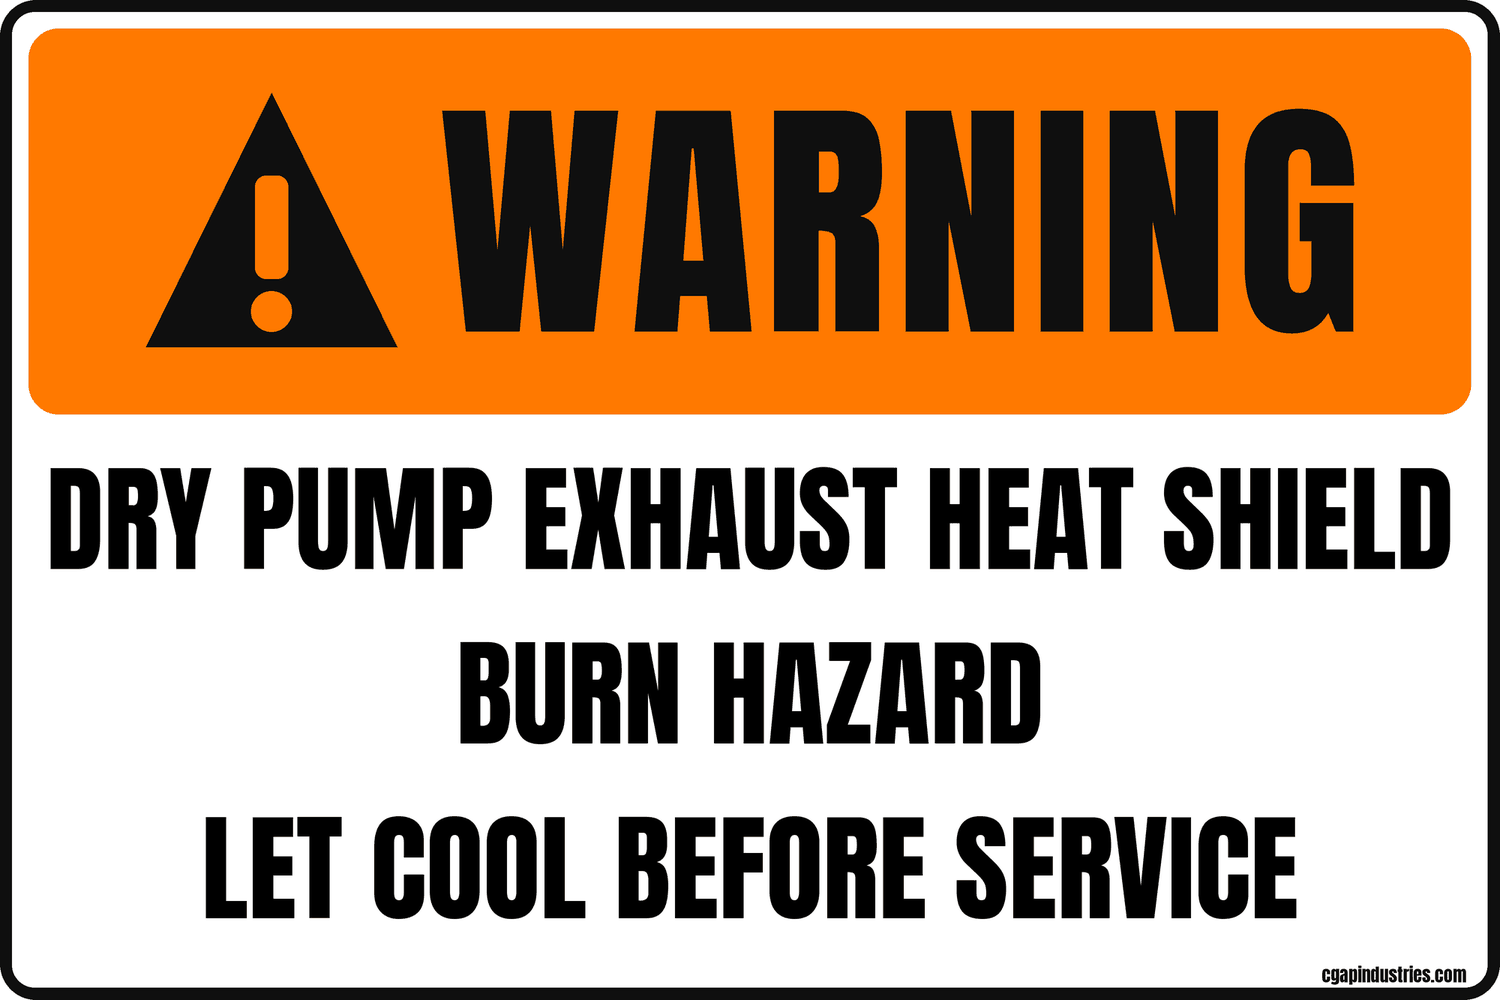 WARNING
DRY PUMP EXHAUST HEAT SHIELD
BURN HAZARD
LET COOL BEFORE SERVICE
cgapindustries.com